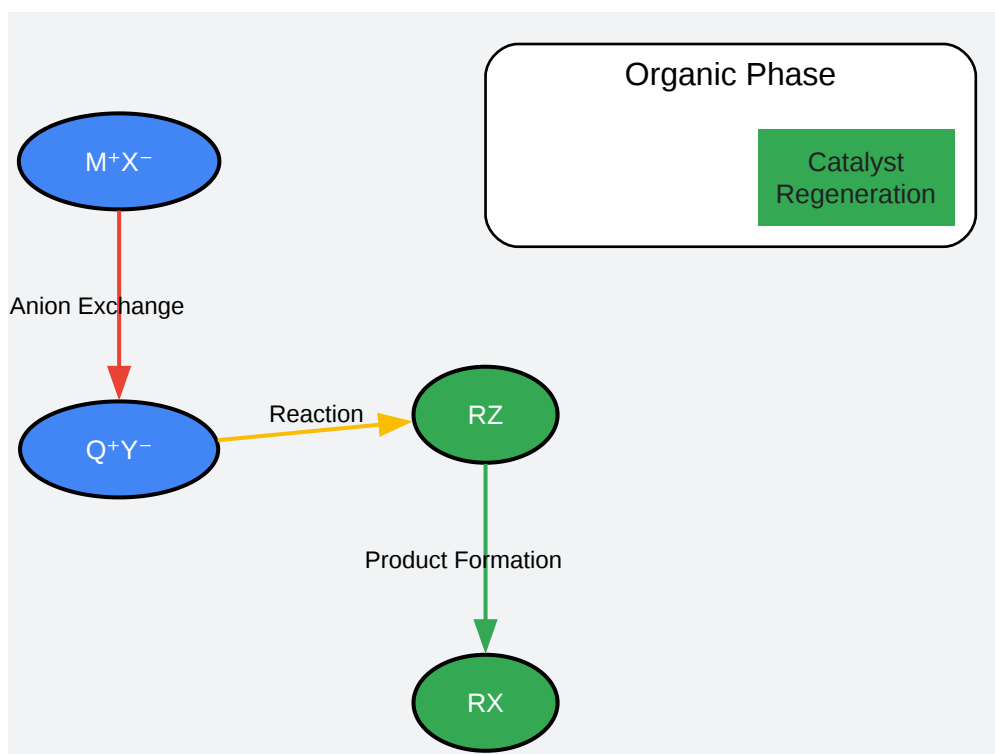 Organic Phase
Catalyst
Regeneration
M⁺X⁻
Anion Exchange
Q⁺Y⁻
Reaction
RZ
Product Formation
RX